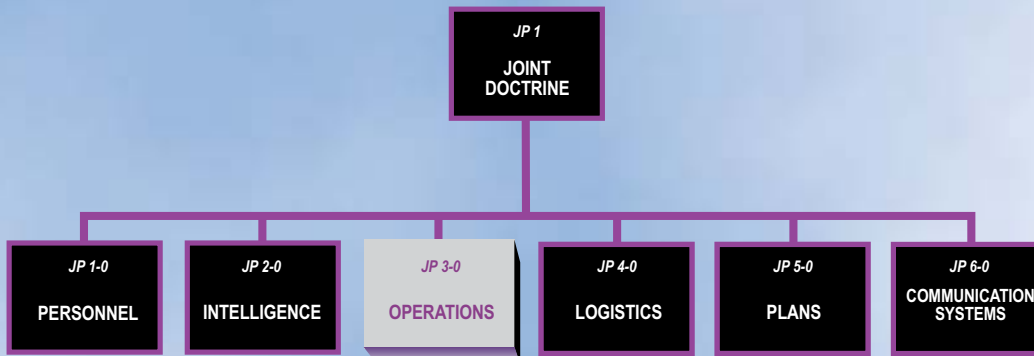 JP 1
JOINT
DOCTRINE
JP 1-0
PERSONNEL
JP 2-0
INTELLIGENCE
JP 3-0
OPERATIONS
JP 4-0
LOGISTICS
JP 5-0
PLANS
JP 6-0
COMMUNICATION
SYSTEMS